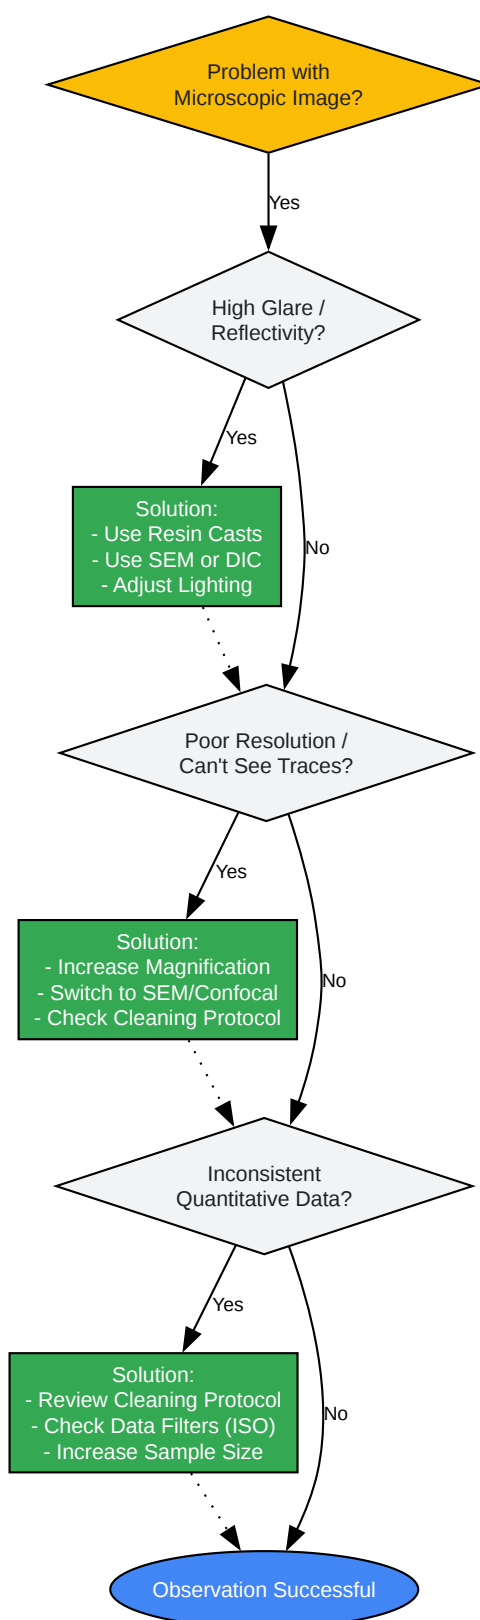 Problem with
Microscopic Image?
Yes
High Glare /
Reflectivity?
Yes
Solution:
- Use Resin Casts
- Use SEM or DIC
- Adjust Lighting
No
Poor Resolution /
Can't See Traces?
Yes
Solution:
- Increase Magnification
- Switch to SEM/Confocal
- Check Cleaning Protocol
No
Inconsistent
Quantitative Data?
Yes
Solution:
- Review Cleaning Protocol
- Check Data Filters (ISO)
- Increase Sample Size
No
Observation Successful